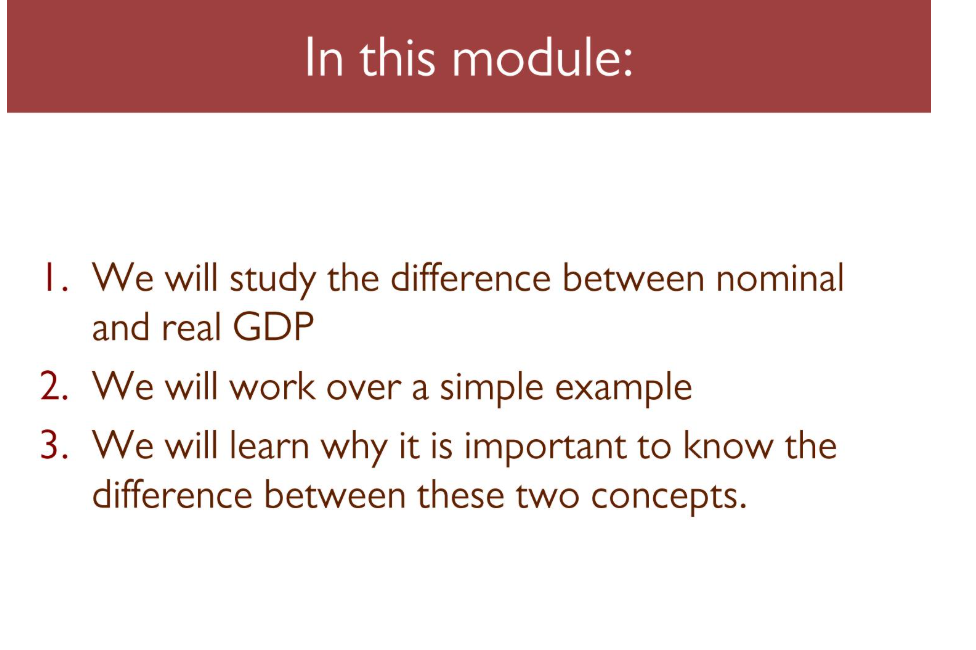 In this module:
1. We will study the difference between nominal
and real GDP
2. We will work over a simple example
3. We will learn why it is important to know the
difference between these two concepts.